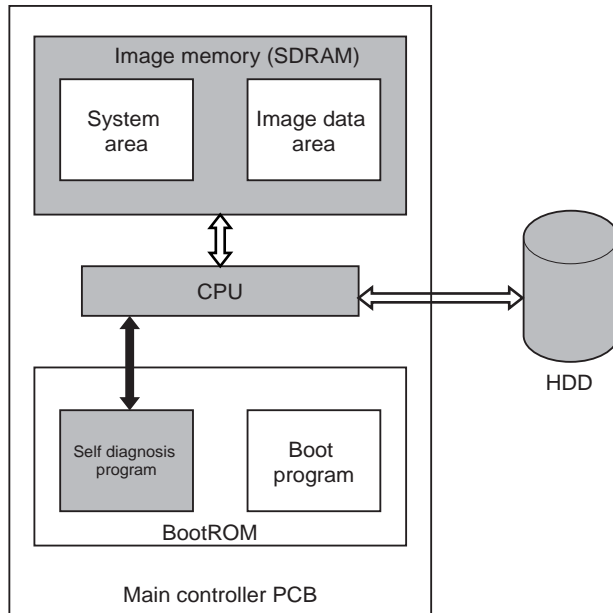 Image memory (SDRAM)
System
area
Image data
area
CPU
HDD
Self diagnosis
program
Boot
program
BootROM
Main controller PCB